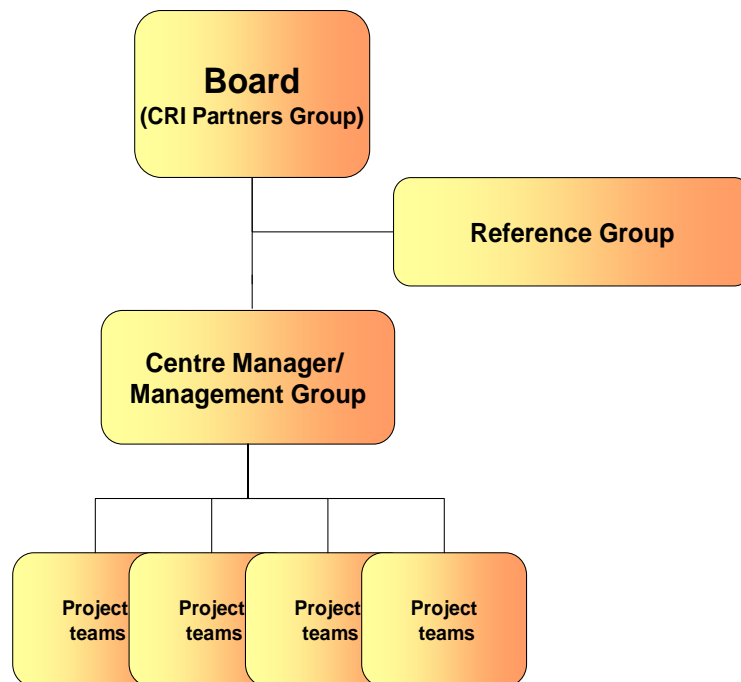 Board
(CRI Partners Group)
Reference Group
Centre Manager/
Management Group
Project
teams
Project
teams
Project
teams
Project
teams